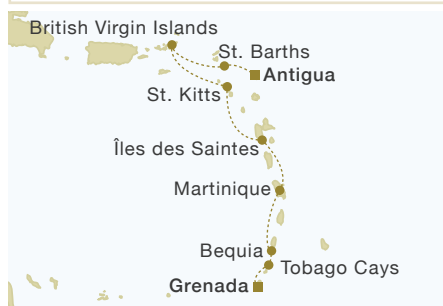 British Virgin Islands
St. Barths
Antigua
St. Kitts
Îles des Saintes
Martinique
Bequia
Tobago Cays
Grenada